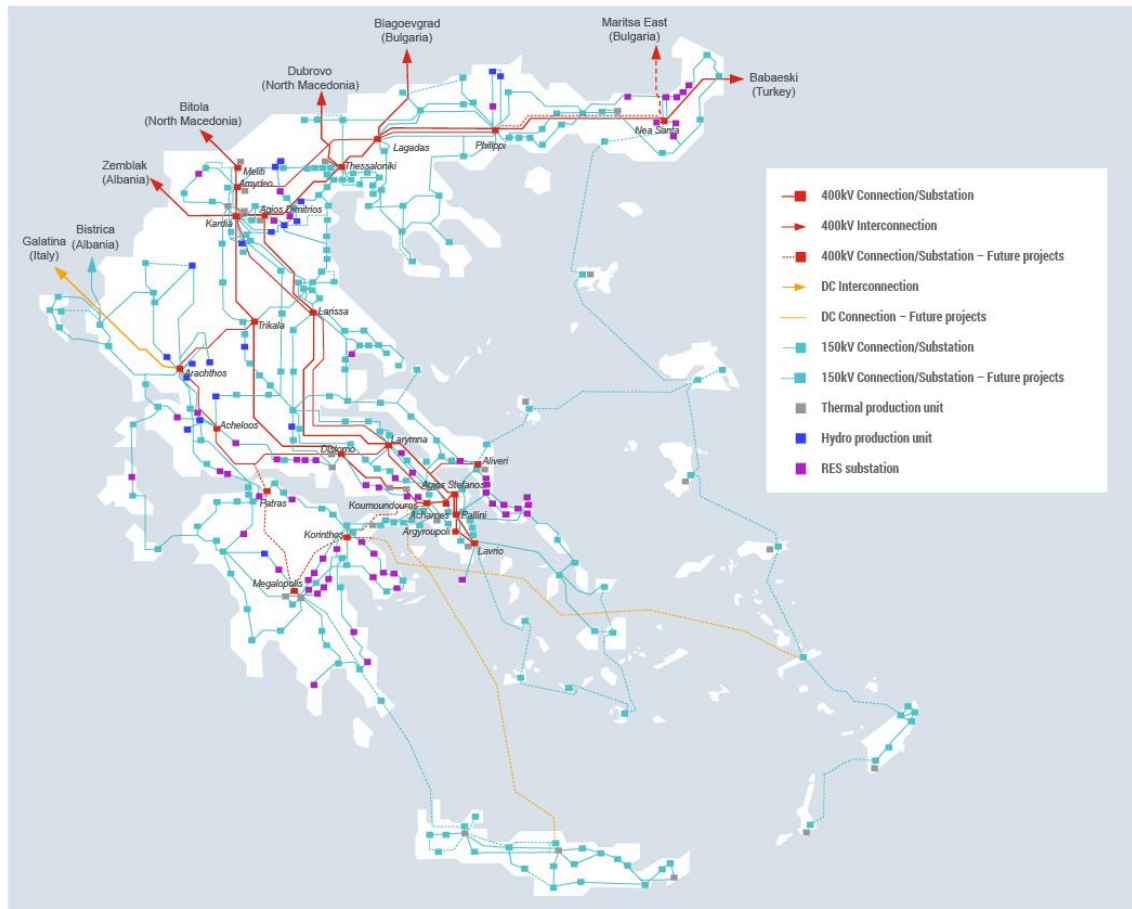 Blagoevgrad
(Bulgaria)
Maritsa East
(Bulgaria)
Dubrovo
(North Macedonia)
Babaeski
(Turkey)
Bitola
(North Macedonia)
Zemblak
(Albania)
Galatina
(Italy)
Bistrica
(Albania)
Nea Santa
Lagadas
Philippi
Thessaloniki
Meliti
Amydeo
Agios Dimitrios
Kardia
Larissa
Trikala
Arachthos
Acheloos
Larymna
Distomo
Aliveri
Agios Stefanos
Patras
Koumoundouros
Acharnes
Pallini
Argyroupoli
Korinthos
Lavrio
Megalopolis
400kV Connection/Substation
400kV Interconnection
400kV Connection/Substation – Future projects
DC Interconnection
DC Connection – Future projects
150kV Connection/Substation
150kV Connection/Substation – Future projects
Thermal production unit
Hydro production unit
RES substation